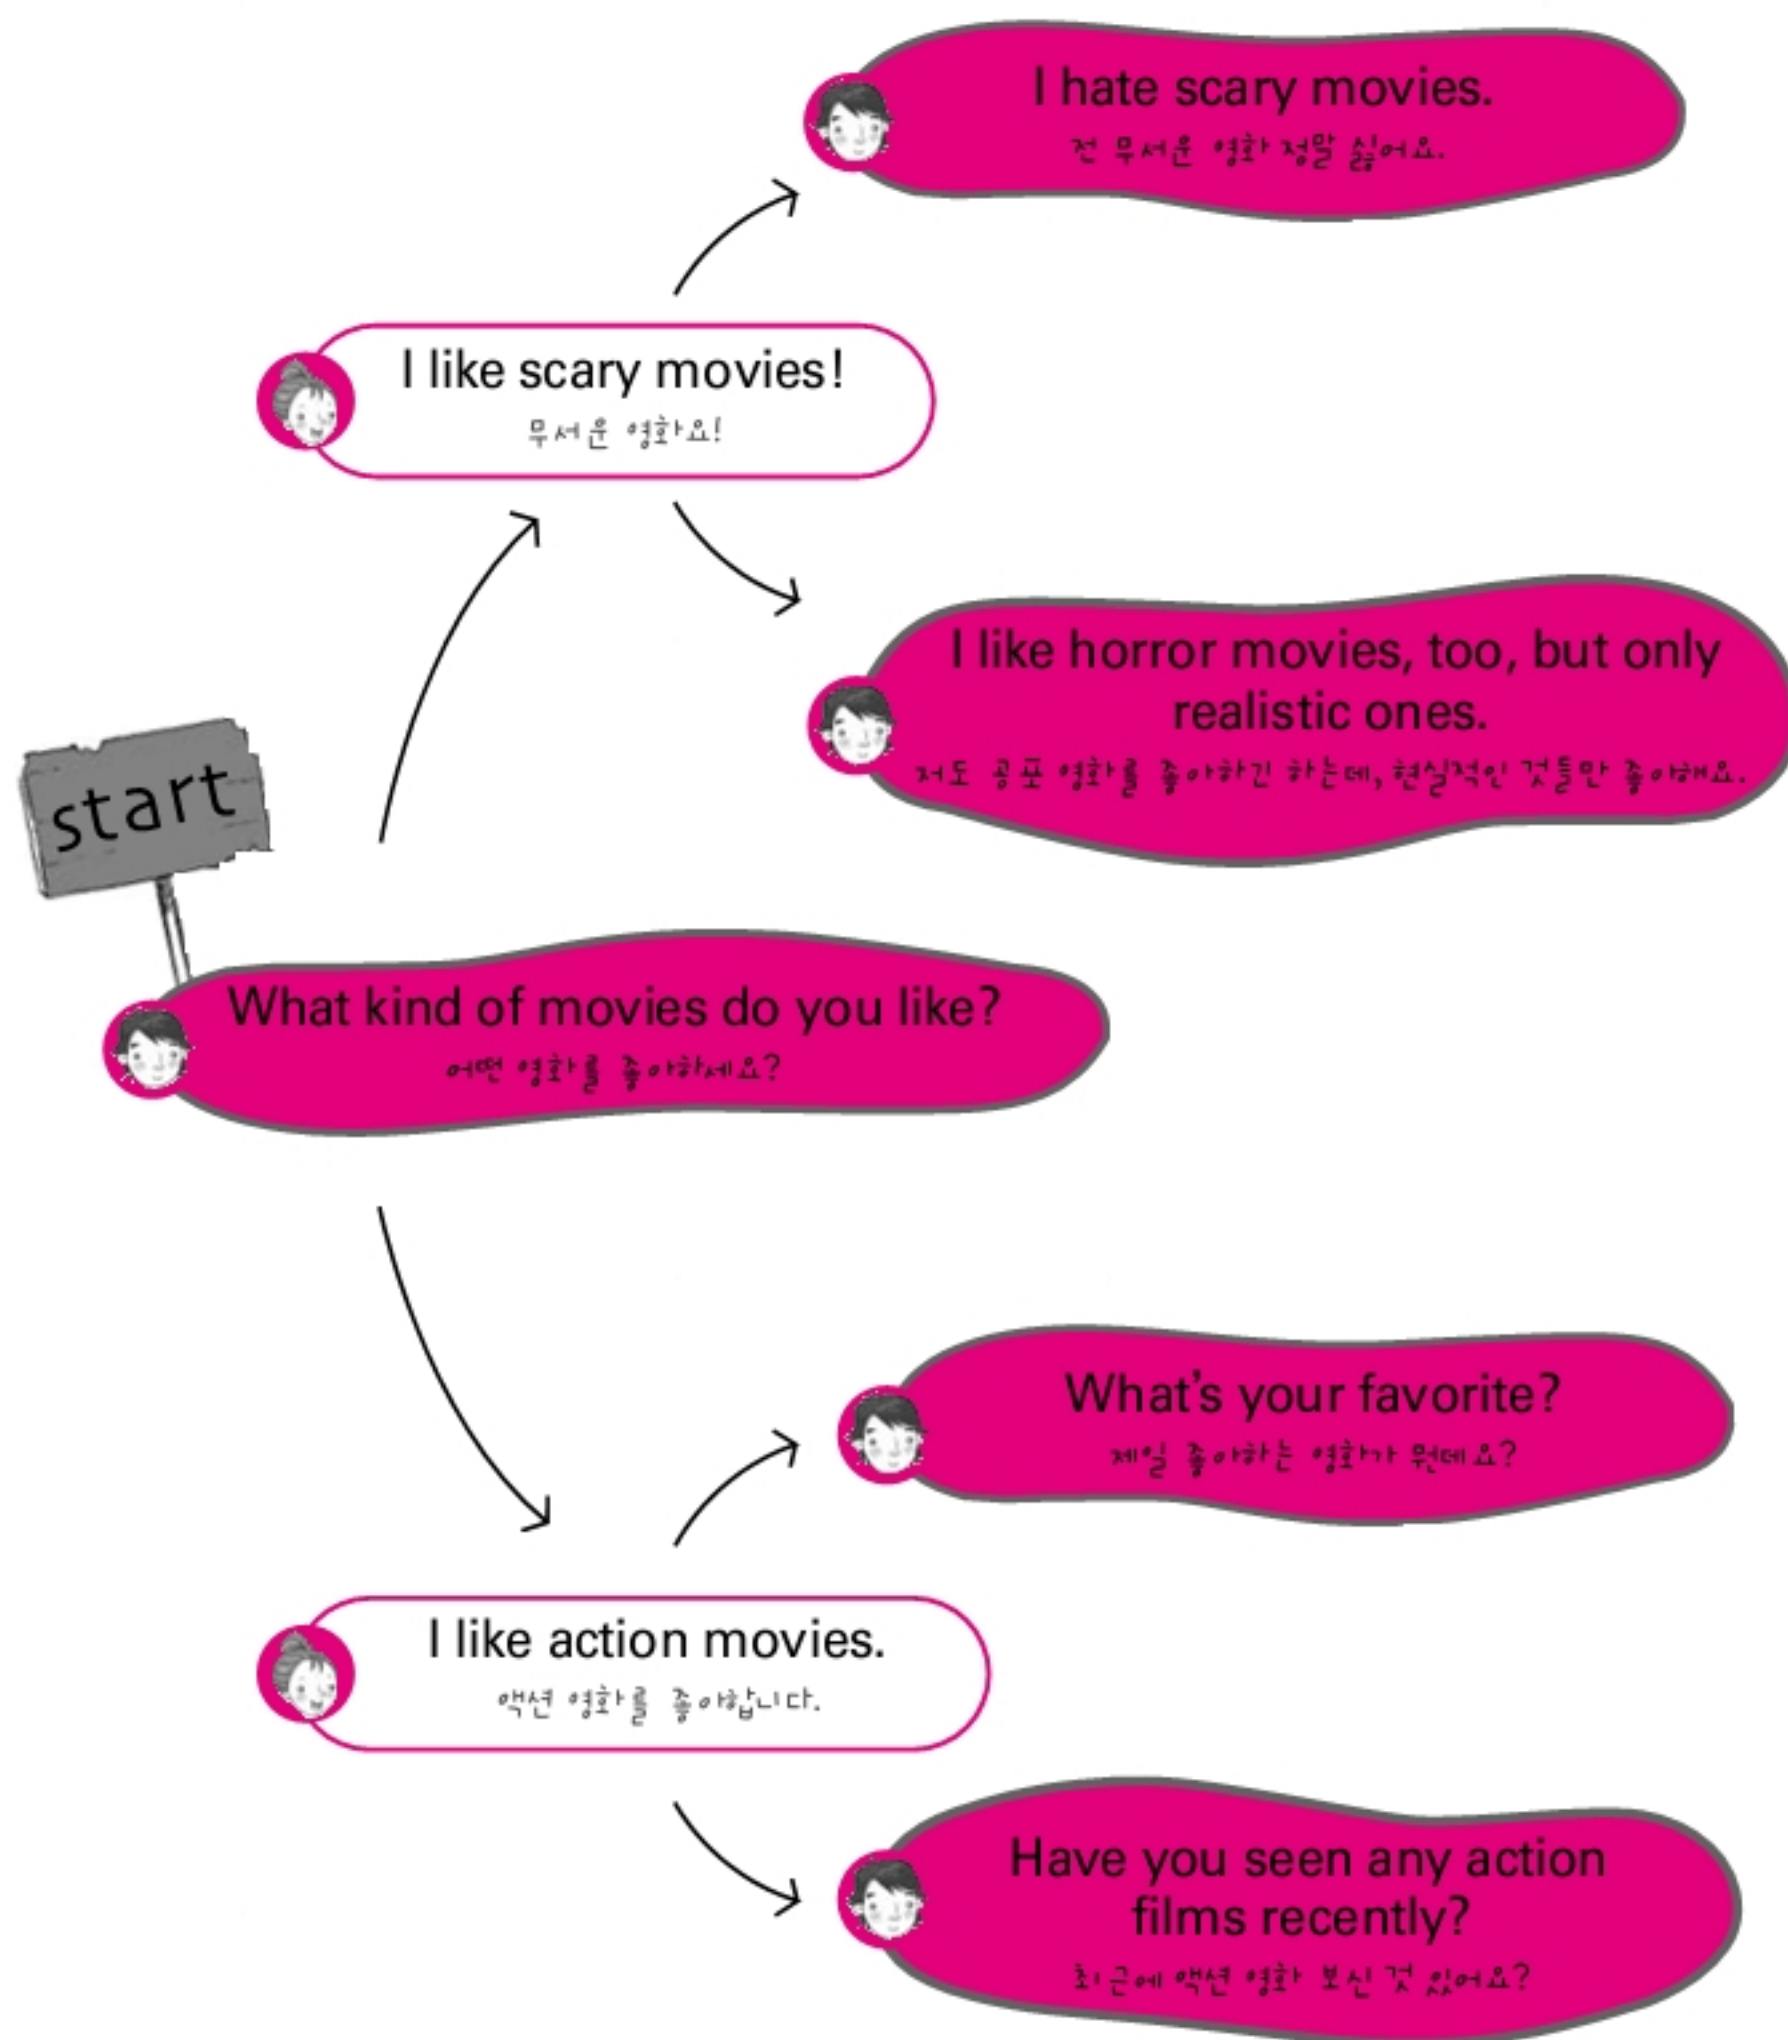 I hate scary movies.
전 무서운 영화 정말 싫어요.
I like scary movies!
무서운 영화요!
I like horror movies, too, but only
realistic ones.
저도 공포 영화를 좋아하긴 하는데, 현실적인 것들만 좋아해요.
start
What kind of movies do you like?
어떤 영화를 좋아하세요?
What's your favorite?
제일 좋아하는 영화가 뭔데요?
I like action movies.
액션 영화를 좋아합니다.
Have you seen any action
films recently?
최근에 액션 영화 보신 것 있어요?